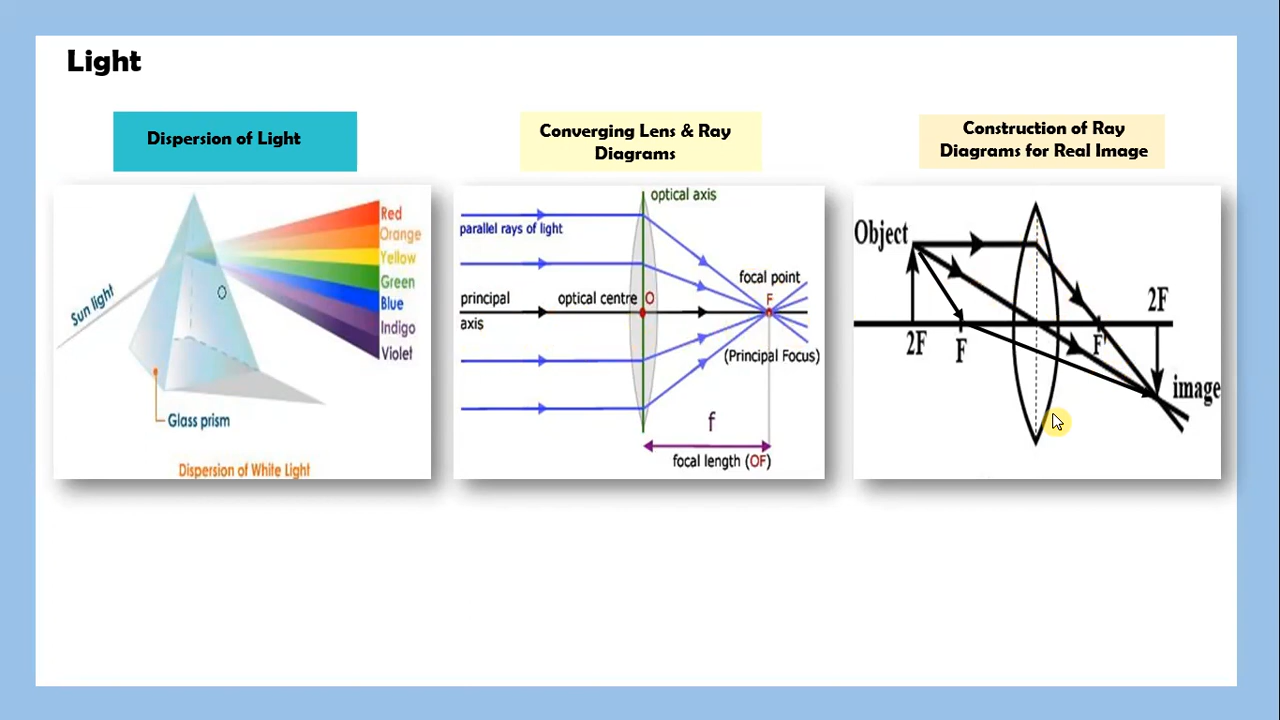 Light
Dispersion of Light
Converging Lens & Ray
Diagrams
Construction of Ray
Diagrams for Real Image
Sun light
Red
Orange
Yellow
Green
Blue
Indigo
Violet
Glass prism
Dispersion of White Light
optical axis
parallel rays of light
focal point
principal
axis
optical centre
O
F
(Principal Focus)
f
focal length (OF)
Object
2F
F
F'
2F
image